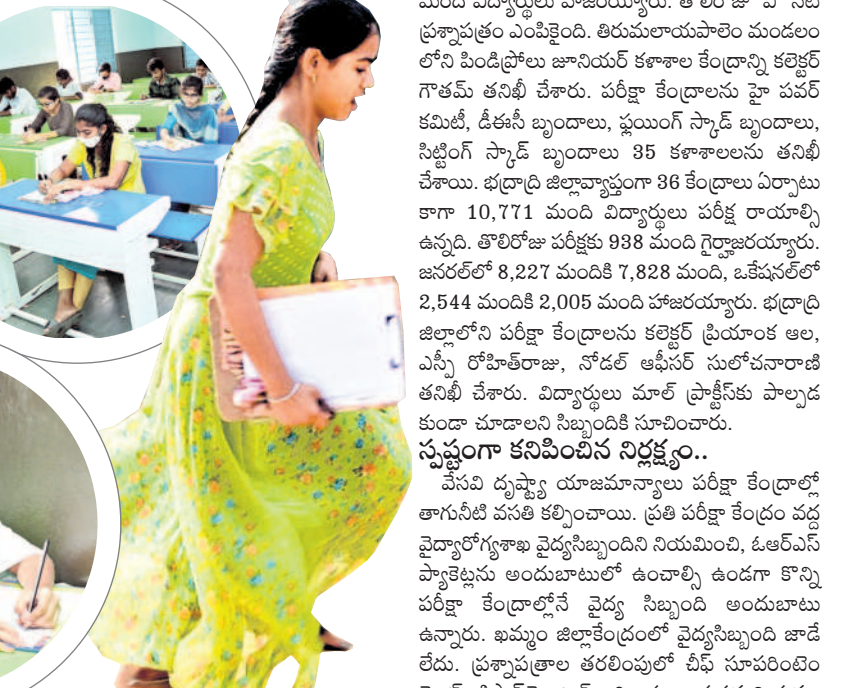 మంది విద్యార్థులు హాజరయ్యారు.
ప్రశ్నాపత్రం ఎంపికైంది. తిరుమలాయపాలెం మండలం
లోని పిండిప్రోలు జూనియర్ కళాశాల కేంద్రాన్ని కలెక్టర్
గౌతమ్ తనిఖీ చేశారు. పరీక్షా కేంద్రాలను హై పవర్
కమిటీ, డీఈసీ బృందాలు, ఫ్లయింగ్ స్కాడ్ బృందాలు,
సిట్టింగ్ స్కాడ్ బృందాలు 35 కళాశాలలను తనిఖీ
చేశాయి. భద్రాద్రి జిల్లావ్యాప్తంగా 36 కేంద్రాలు ఏర్పాటు
కాగా 10,771 మంది విద్యార్థులు పరీక్ష రాయాల్సి
ఉన్నది. తొలిరోజు పరీక్షకు 938 మంది గైర్హాజరయ్యారు.
జనరల్‌లో 8,227 మందికి 7,828 మంది, ఒకేషనల్‌లో
2,544 మందికి 2,005 మంది హాజరయ్యారు. భద్రాద్రి
జిల్లాలోని పరీక్షా కేంద్రాలను కలెక్టర్ ప్రియాంక ఆల,
ఎస్పీ రోహిత్‌రాజు, నోడల్ ఆఫీసర్ సులోచనారాణి
తనిఖీ చేశారు. విద్యార్థులు మాల్ ప్రాక్టీస్‌కు పాల్పడ
కుండా చూడాలని సిబ్బందికి సూచించారు.
స్పష్టంగా కనిపించిన నిర్లక్ష్యం..
వేసవి దృష్ట్యా యాజమాన్యాలు పరీక్షా కేంద్రాల్లో
తాగునీటి వసతి కల్పించాయి. ప్రతి పరీక్షా కేంద్రం వద్ద
వైద్యారోగ్యశాఖ వైద్యసిబ్బందిని నియమించి, ఓఆర్ఎస్
ప్యాకెట్లను అందుబాటులో ఉంచాల్సి ఉండగా కొన్ని
పరీక్షా కేంద్రాల్లోనే వైద్య సిబ్బంది అందుబాటు
ఉన్నారు. ఖమ్మం జిల్లాకేంద్రంలో వైద్యసిబ్బంది జాడే
లేదు. ప్రశ్నాపత్రాల తరలింపులో చీఫ్ సూపరింటెం